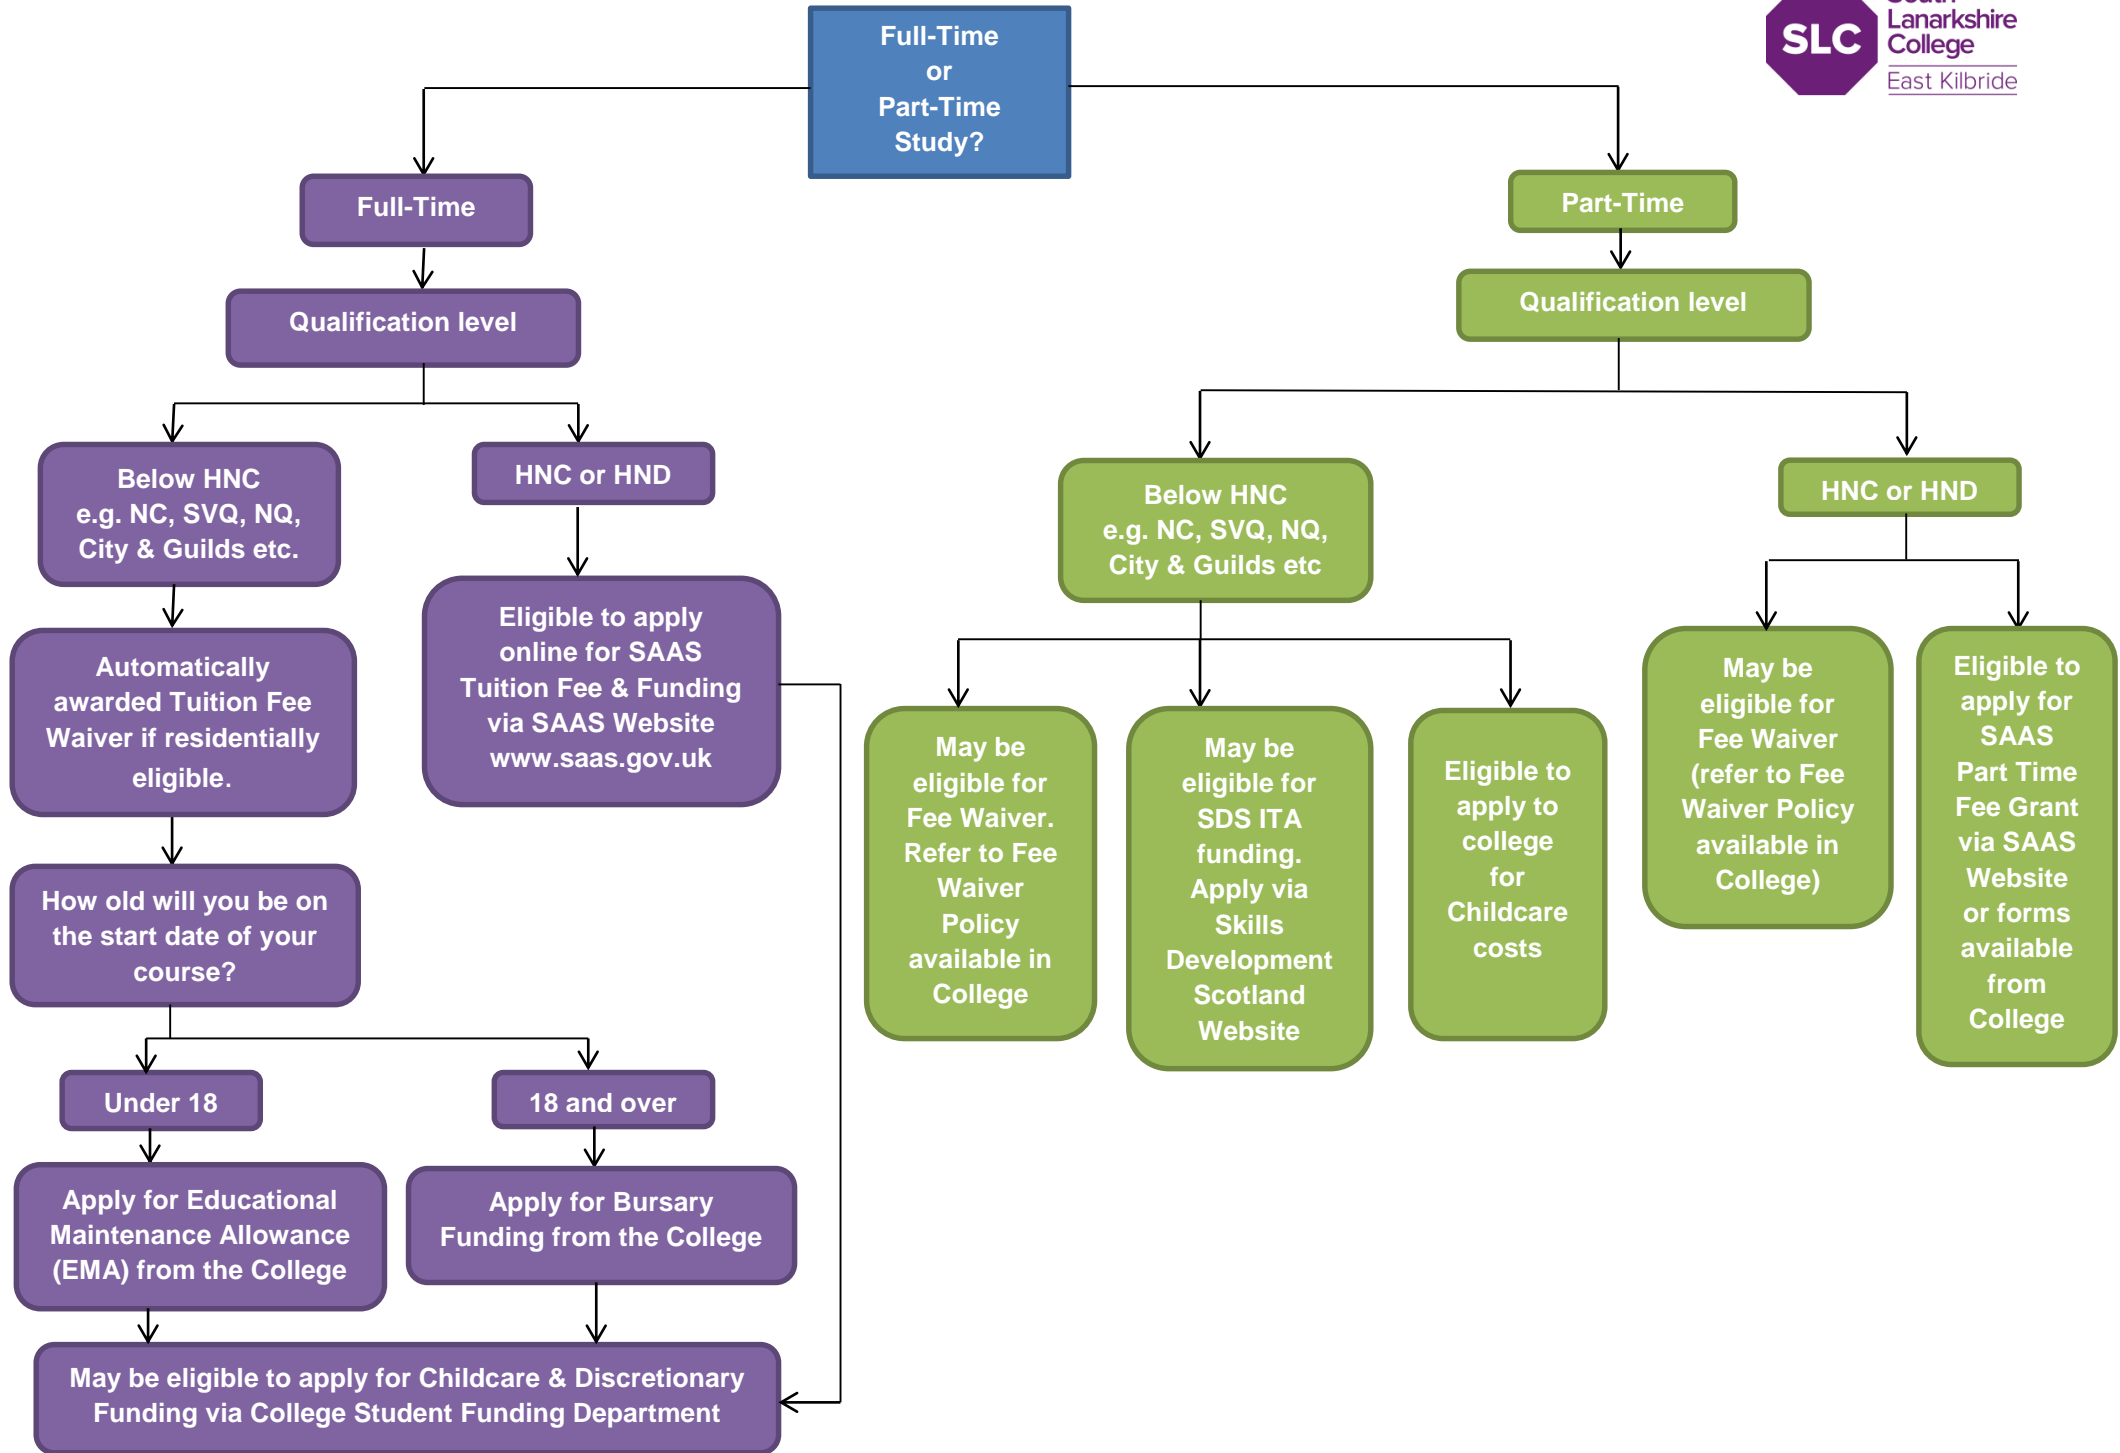 Full-Time
or
Part-Time
Study?
South
Lanarkshire
College
East Kilbride
SLC
Full-Time
Part-Time
Qualification level
Qualification level
Below HNC
e.g. NC, SVQ, NQ,
City & Guilds etc.
HNC or HND
Below HNC
e.g. NC, SVQ, NQ,
City & Guilds etc
HNC or HND
Automatically
awarded Tuition Fee
Waiver if residentially
eligible.
Eligible to apply
online for SAAS
Tuition Fee & Funding
via SAAS Website
www.saas.gov.uk
May be
eligible for
Fee Waiver.
Refer to Fee
Waiver
Policy
available in
College
May be
eligible for
SDS ITA
funding.
Apply via
Skills
Development
Scotland
Website
Eligible to
apply to
college
for
Childcare
costs
May be
eligible for
Fee Waiver
(refer to Fee
Waiver Policy
available in
College)
Eligible to
apply for
SAAS
Part Time
Fee Grant
via SAAS
Website
or forms
available
from
College
How old will you be on
the start date of your
course?
Under 18
18 and over
Apply for Educational
Maintenance Allowance
(EMA) from the College
Apply for Bursary
Funding from the College
May be eligible to apply for Childcare & Discretionary
Funding via College Student Funding Department